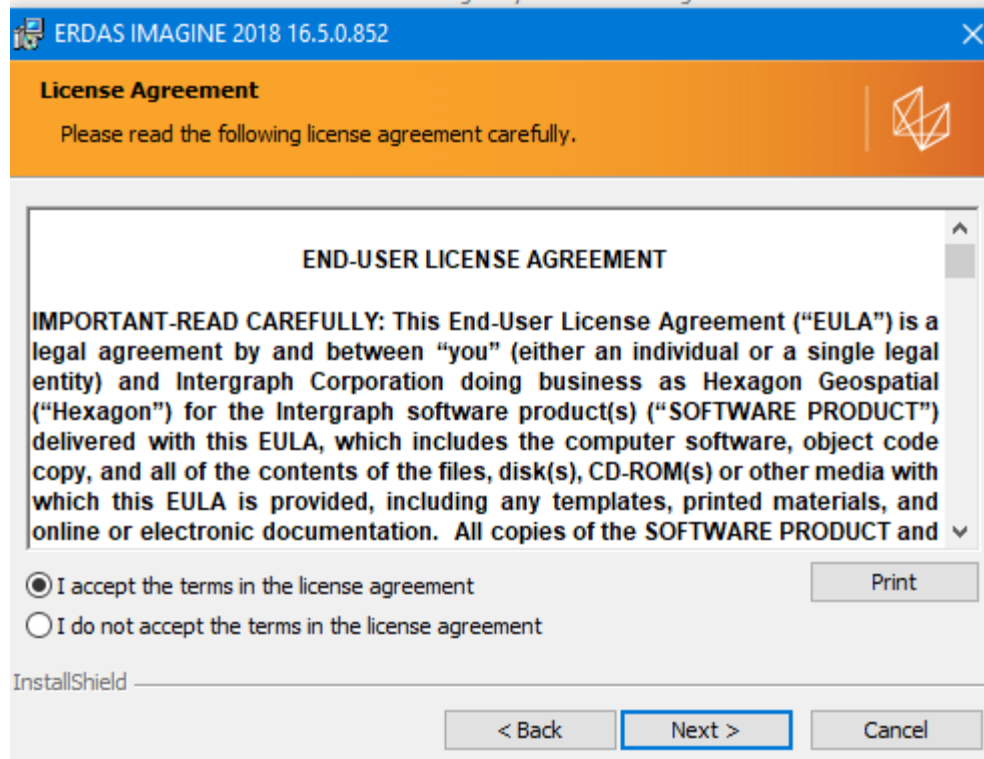 ERDAS IMAGINE 2018 16.5.0.852
License Agreement
Please read the following license agreement carefully.
END-USER LICENSE AGREEMENT
IMPORTANT-READ CAREFULLY: This End-User License Agreement (“EULA”) is a
legal agreement by and between “you” (either an individual or a single legal
entity) and Intergraph Corporation doing business as Hexagon Geospatial
(“Hexagon”) for the Intergraph software product(s) (“SOFTWARE PRODUCT”)
delivered with this EULA, which includes the computer software, object code
copy, and all of the contents of the files, disk(s), CD-ROM(s) or other media with
which this EULA is provided, including any templates, printed materials, and
online or electronic documentation.  All copies of the SOFTWARE PRODUCT and
I accept the terms in the license agreement
Print
I do not accept the terms in the license agreement
InstallShield
< Back
Next >
Cancel